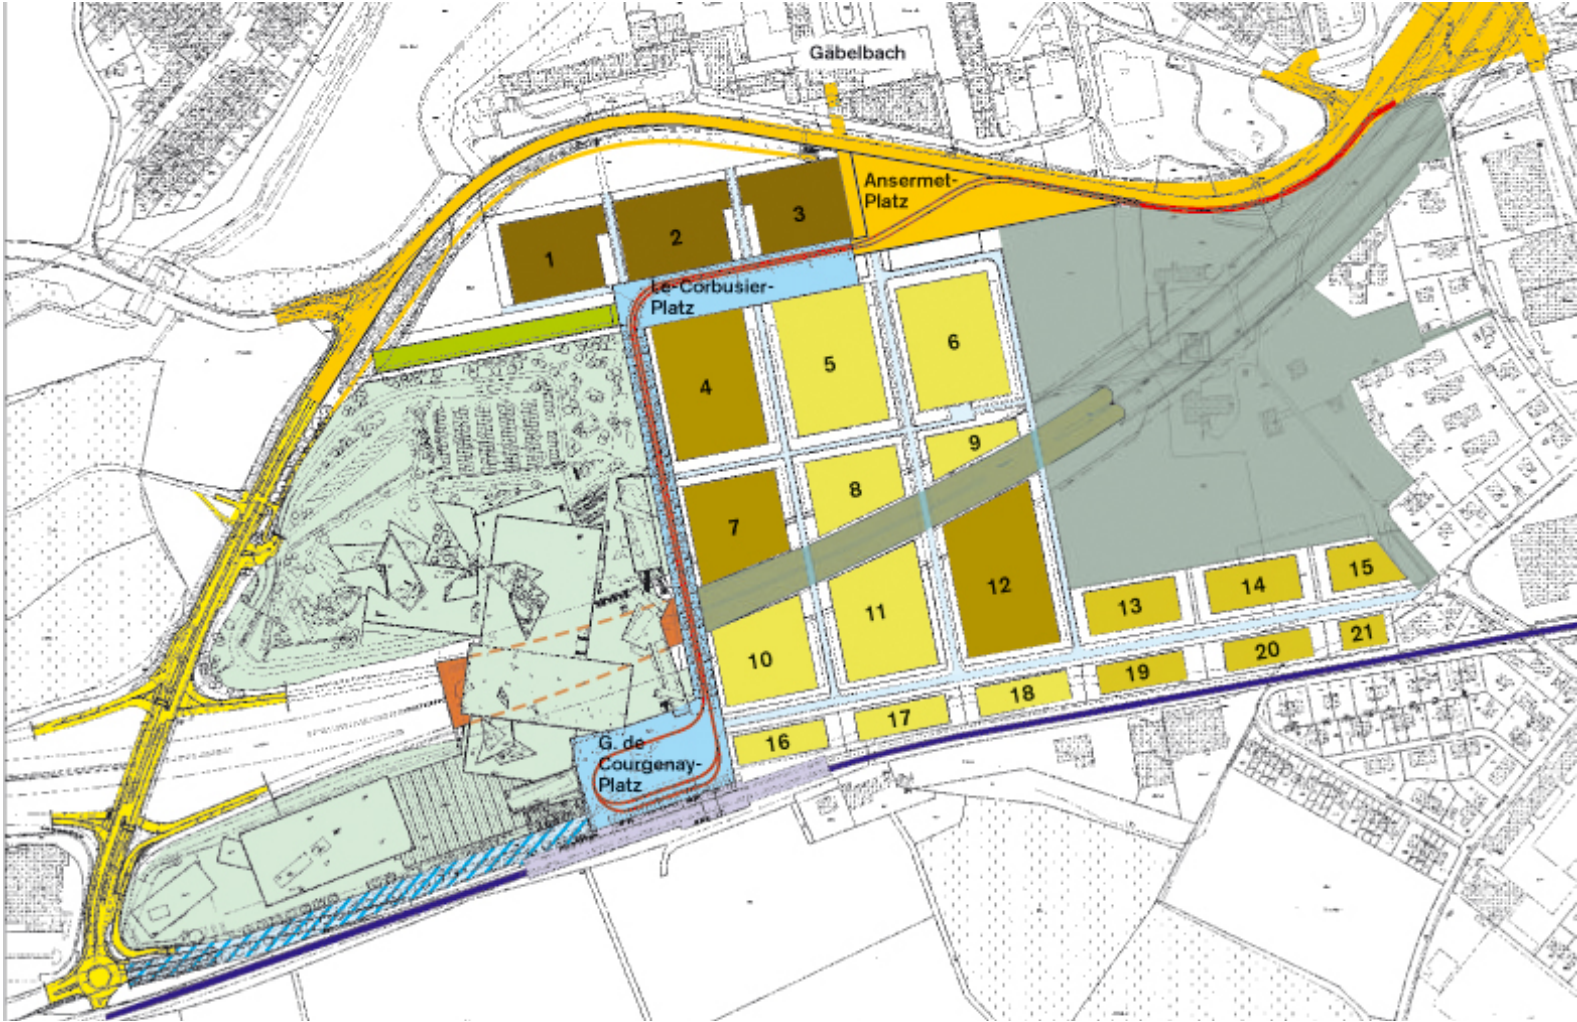 Gäbelbach
Ansermet-
Platz
1
2
3
Le-Corbusier-
Platz
4
5
6
7
8
9
10
11
12
13
14
15
16
17
18
19
20
21
G. de
Courgenay-
Platz